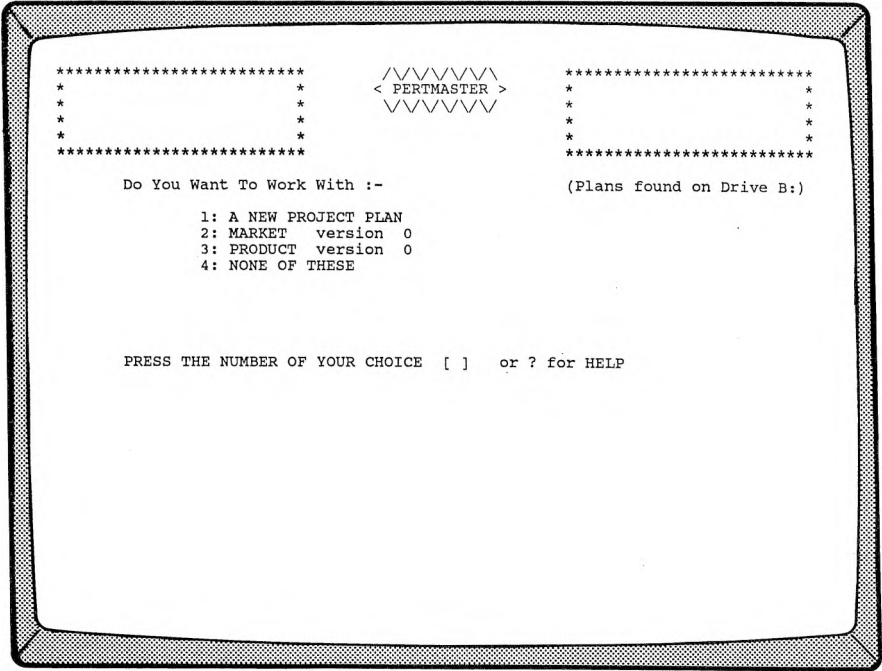 *************************** /\/\/\/\/\/\ ***************************
* * < PERTMASTER > * *
* * \/\/\/\/\/\/ * *
* * * *
* * * *
*************************** ***************************
Do You Want To Work With :- (Plans found on Drive B:)
1: A NEW PROJECT PLAN
2: MARKET version 0
3: PRODUCT version 0
4: NONE OF THESE
PRESS THE NUMBER OF YOUR CHOICE [ ] or ? for HELP